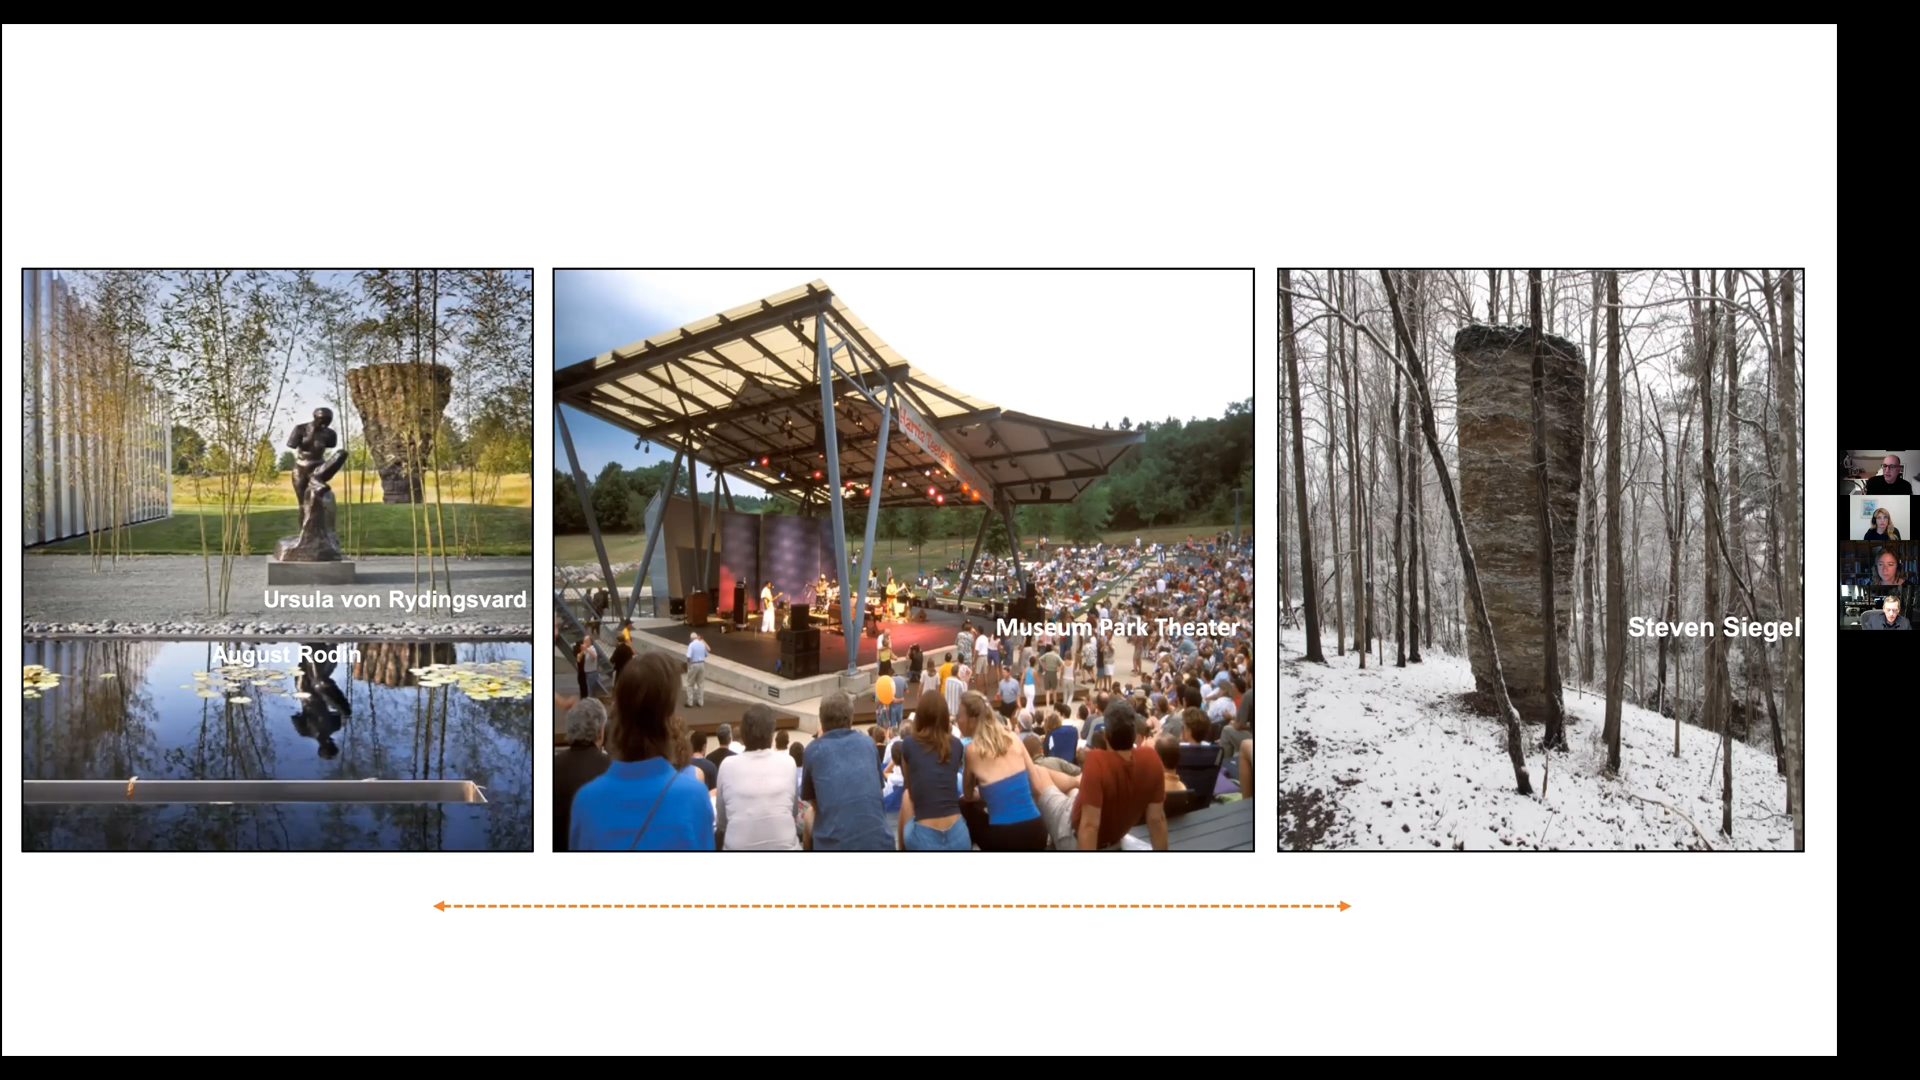 Ursula von Rydingsvard
August Rodin
Museum Park Theater
Steven Siegel